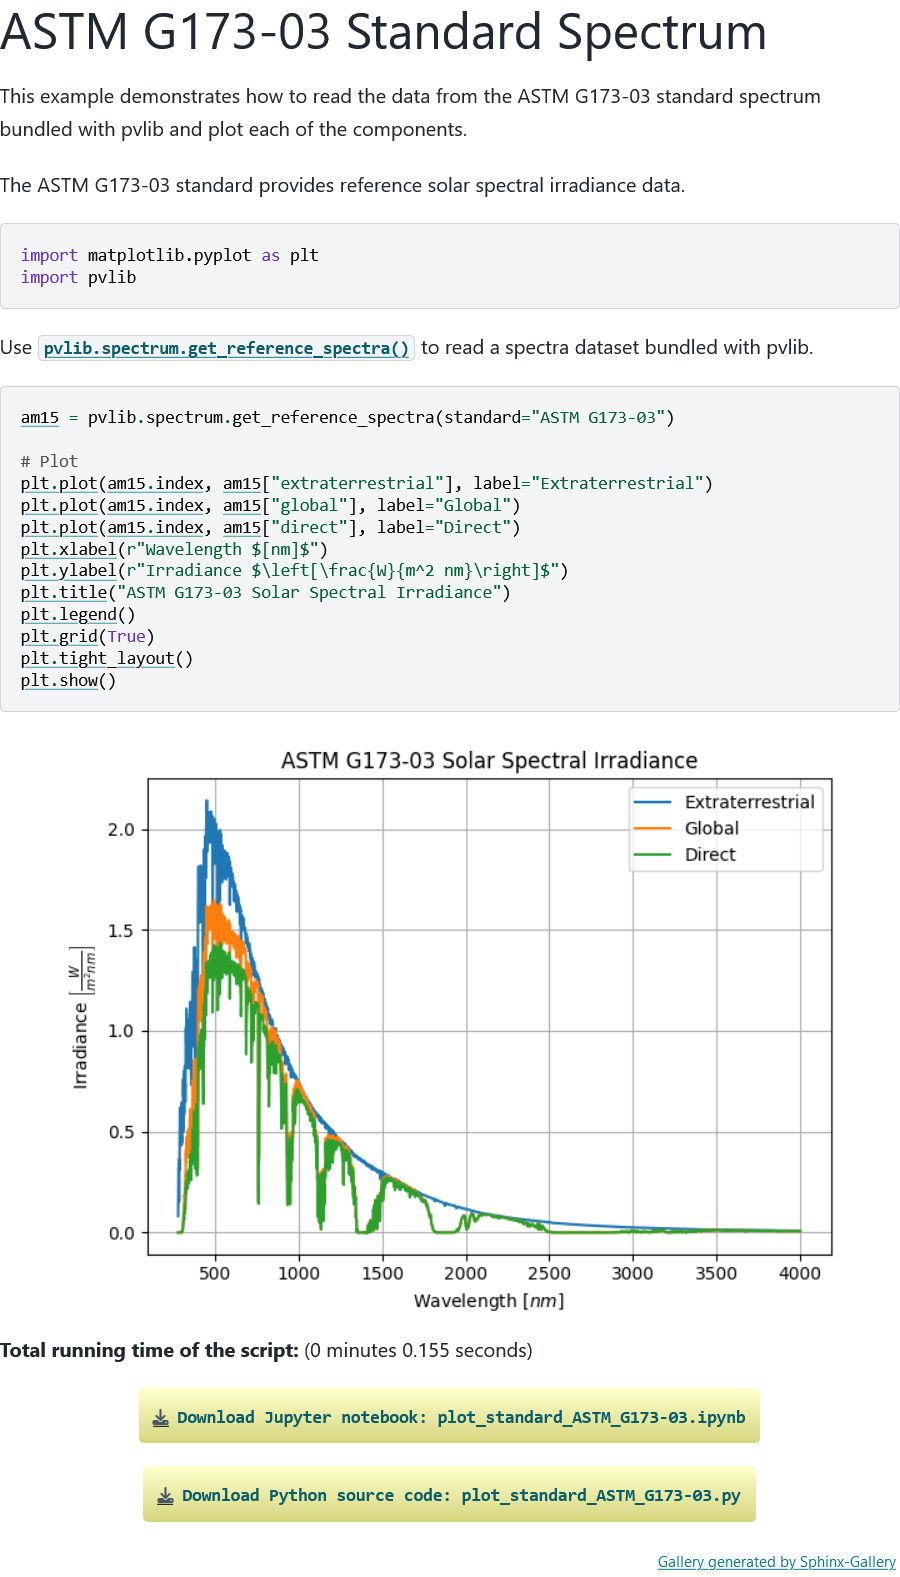 ASTM G173-03 Standard Spectrum
This example demonstrates how to read the data from the ASTM G173-03 standard spectrum
bundled with pvlib and plot each of the components.
The ASTM G173-03 standard provides reference solar spectral irradiance data.
import matplotlib.pyplot as plt
import pvlib
Use pvlib.spectrum.get_reference_spectra() to read a spectra dataset bundled with pvlib.
am15 = pvlib.spectrum.get_reference_spectra(standard="ASTM G173-03")
# Plot
plt.plot(am15.index, am15["extraterrestrial"], label="Extraterrestrial")
plt.plot(am15.index, am15["global"], label="Global")
plt.plot(am15.index, am15["direct"], label="Direct")
plt.xlabel(r"Wavelength $[nm]$")
plt.ylabel(r"Irradiance $\left[\frac{W}{m^2 nm}\right]$")
plt.title("ASTM G173-03 Solar Spectral Irradiance")
plt.legend()
plt.grid(True)
plt.tight_layout()
plt.show()
ASTM G173-03 Solar Spectral Irradiance
Extraterrestrial
Global
Direct
2.0
1.5
1.0
0.5
0.0
Irradiance [W/m²nm]
500 1000 1500 2000 2500 3000 3500 4000
Wavelength [nm]
Total running time of the script: (0 minutes 0.155 seconds)
Download Jupyter notebook: plot_standard_ASTM_G173-03.ipynb
Download Python source code: plot_standard_ASTM_G173-03.py
Gallery generated by Sphinx-Gallery